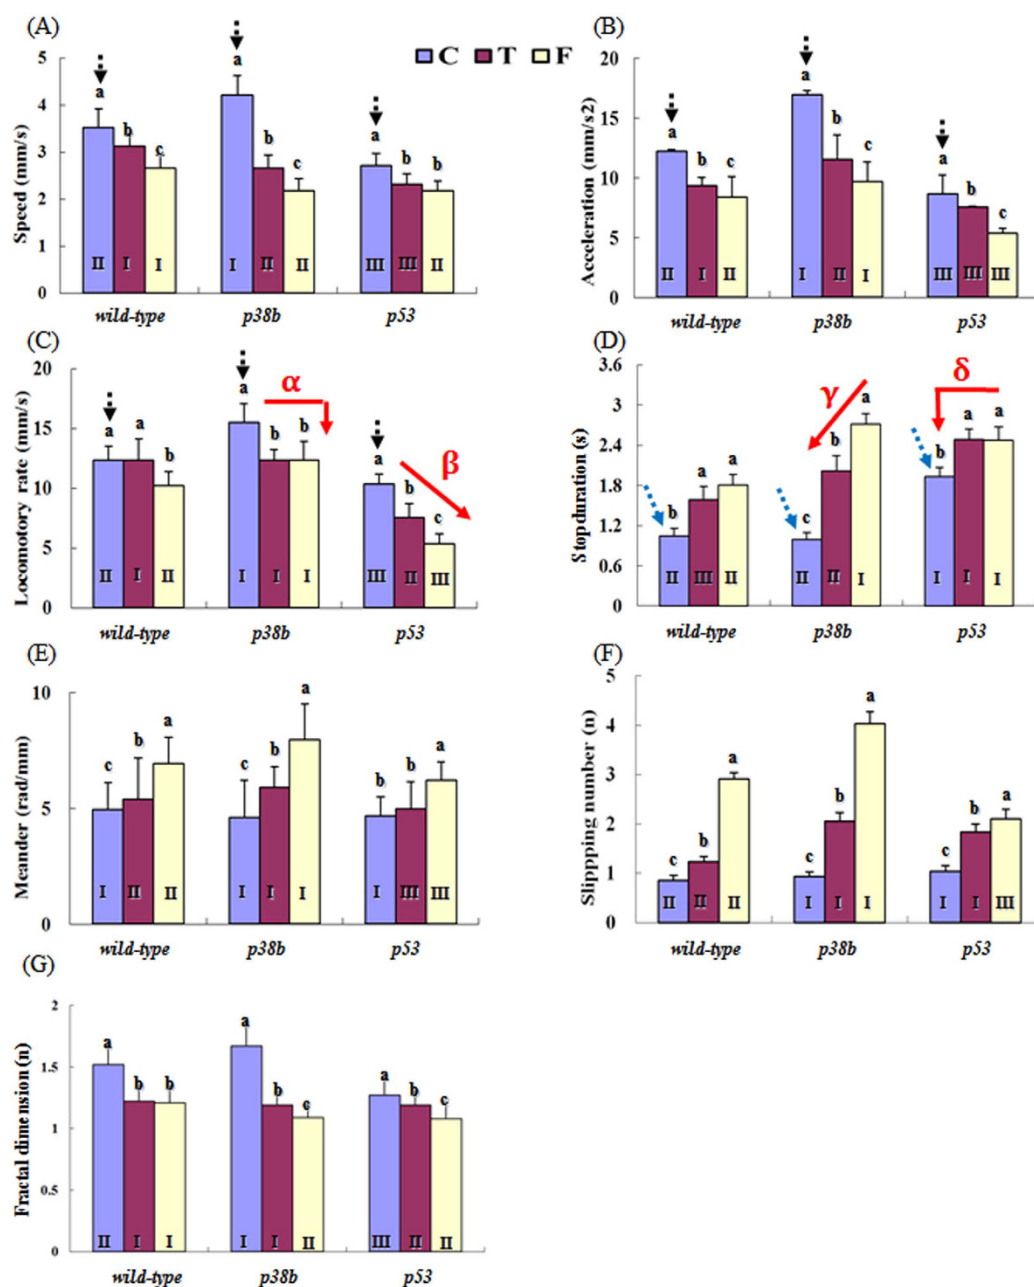 (A)
(B)
C T F
5
4
3
2
1
0
Speed (mm/s)
a
b
c
a
b
c
a
b
b
II I I
I II II
III III II
wild-type p38b p53
20
15
10
5
0
Acceleration (mm/s2)
a
b
c
a
b
c
a
b
c
II I II
I II I
III III III
wild-type p38b p53
(C)
20
15
10
5
0
Locomotory rate (mm/s)
a
a
b
a
b
b
a
b
c
α
β
II I II
I I I
III II III
wild-type p38b p53
(D)
3.6
3
2.4
1.8
1.2
0.6
0
Stop duration (s)
b
a
a
c
b
a
b
a
a
γ
δ
II III II
II II I
I I I
wild-type p38b p53
(E)
10
5
0
Meander (rad/mm)
c
b
a
c
b
a
b
b
a
I II II
I I I
I III III
wild-type p38b p53
(F)
5
4
3
2
1
0
Slippping number (n)
c
b
a
c
b
a
c
b
a
II II II
I I I
I I III
wild-type p38b p53
(G)
2
1.5
1
0.5
0
Fractal dimension (n)
a
b
b
a
b
c
a
b
c
II I I
I I II
III II II
wild-type p38b p53